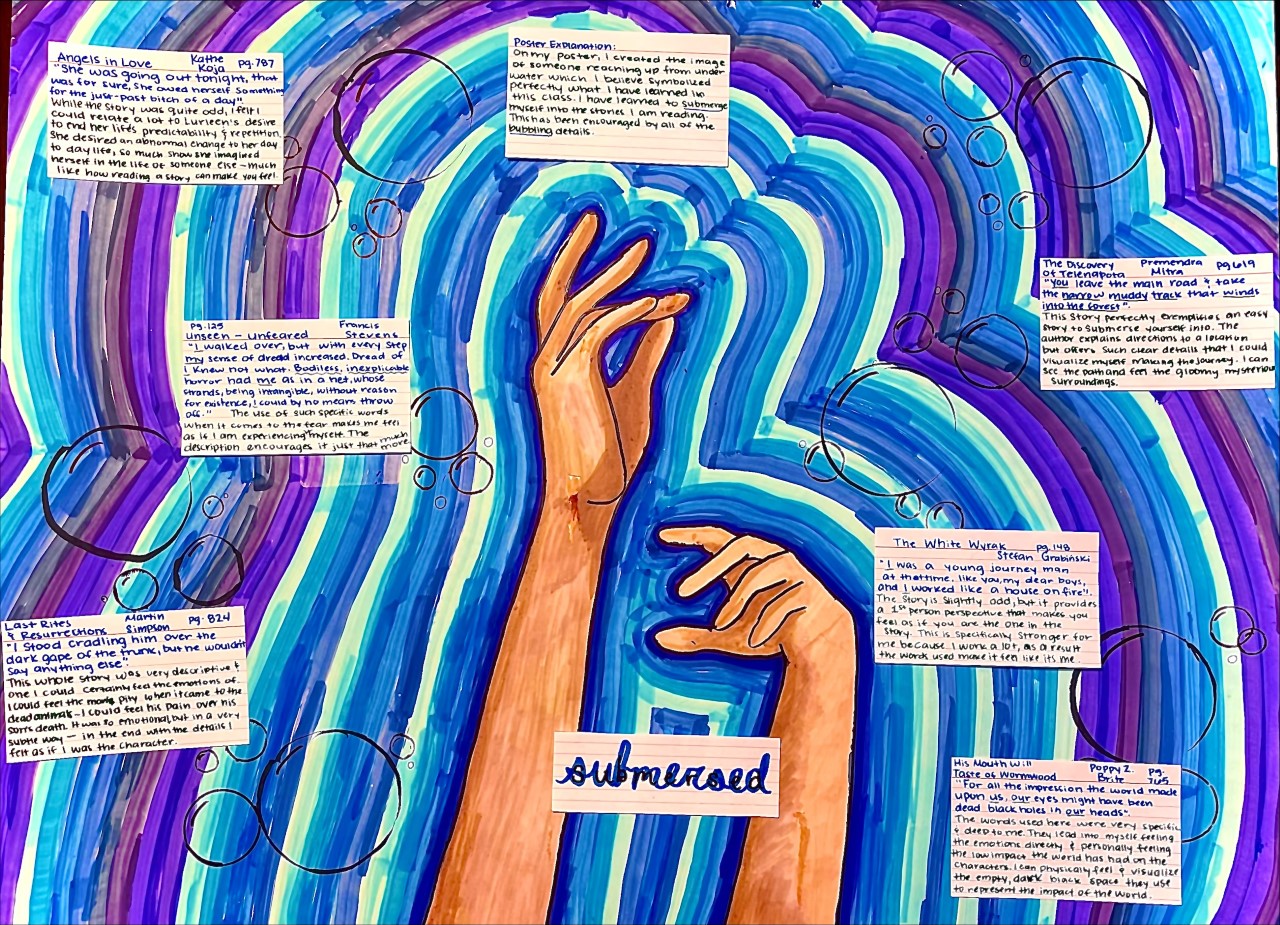 Angels in Love Kathe Koja pg.787
"She was going out tonight, that
was for sure, She owed herself something
for the just-past bitch of a day".
While the story was quite odd, I felt I
could relate a lot to Lurleen's desire
to end her life's predictability & repetition.
She desired an abnormal change to her day
to day life, so much show she imagined
herself in the life of someone else - much
like how reading a story can make you feel.
Poster Explanation:
On my poster, I created the image
of someone reaching up from under
water which I believe symbolized
perfectly what I have learned in
this class. I have learned to submerge
myself into the stories I am reading.
This has been encouraged by all of the
bubbling details.
The Discovery of Telenapota Premendra Mitra pg 619
"You leave the main road & take
the narrow muddy track that winds
into the forest".
This Story perfectly exemplifies an easy
story to submerse yourself into. The
author explains directions to a location
but offers such clear details that I could
visualize myself making the journey. I can
see the path and feel the gloomy mysterious
surroundings.
pg.125
Unseen - Unfeared Francis Stevens
"I walked over, but with every step
my sense of dread increased. Dread of
I knew not what. Bodiless, inexplicable
horror had me as in a net, whose
strands, being intangible, without reason
for existence, I could by no means throw
off." The use of such specific words
when it comes to the fear makes me feel
as if I am experiencing myself. The
description encourages it just that much more.
The White Wyrak pg.148
Stefan Grabiński
"I was a young journey man
at that time, like you, my dear boys,
and I worked like a house on fire".
The Story is slightly odd, but it provides
a 1st person perspective that makes you
feel as if you are the one in the
story. This is specifically stronger for
me because I work a lot, as a result
the words used make it feel like its me.
Last Rites & Resurrections Martin Simpson pg. 824
"I stood cradling him over the
dark gape of the trunk, but he wouldnt
say anything else"
This whole story was very descriptive &
one I could certainly feel the emotions of.
I could feel the pity when it came to the
dead animals - I could feel his pain over his
son's death. It was so emotional, but in a very
subtle way - in the end with the details I
felt as if I was the character.
submersed
His Mouth Will Taste of Wormwood Poppy Z. Brite pg. 765
"For all the impression the world made
upon us, our eyes might have been
dead black holes in our heads".
The words used here were very specific
& deep to me. They lead into myself feeling
the emotions directly & personally feeling
the low impact the world has had on the
characters. I can physically feel & visualize
the empty, dark black space they use
to represent the impact of the world.